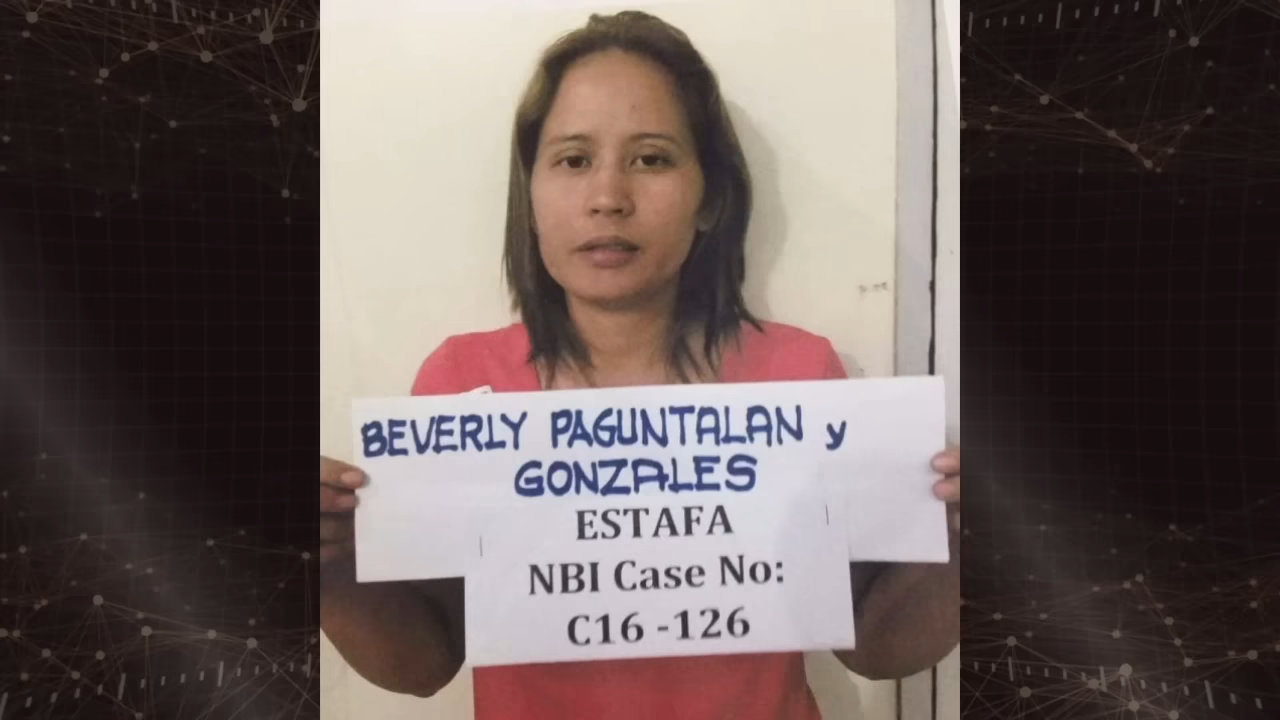 BEVERLY PAGUNTALAN y
GONZALES
ESTAFA
NBI Case No:
C16 -126